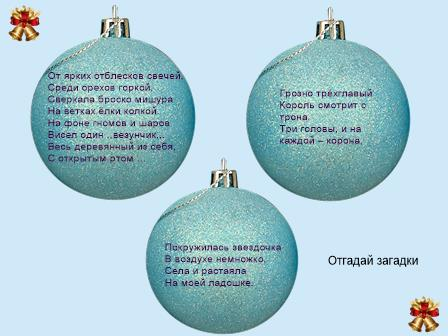 От ярких отблесков свечей.
Среди орехов горкой.
Сверкала броско мишура
На ветках ёлки колкой.
На фоне гномов и шаров
Висел один ,,везунчик,,.
Весь деревянный из себя,
С открытым ртом ...
Грозно трёхглавый
Король смотрит с
трона.
Три головы, и на
каждой – корона.
Покружилась звездочка
В воздухе немножко,
Села и растаяла
На моей ладошке.
Отгадай загадки